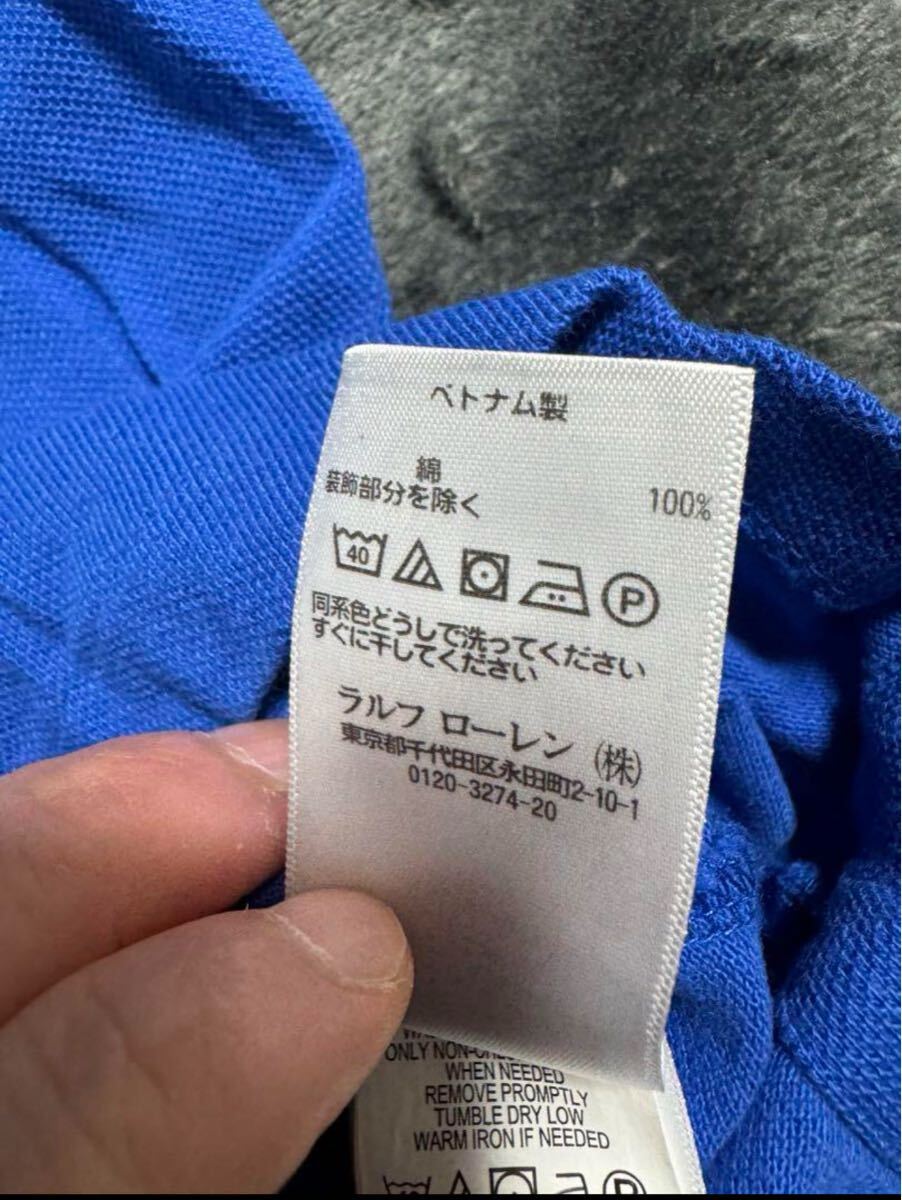 ベトナム製
綿 100%
装飾部分を除く
40 P
同系色どうしで洗ってください
すぐに干してください
ラルフ ローレン (株)
東京都千代田区永田町2-10-1
0120-3274-20
ONLY
WHEN NEEDED
REMOVE PROMPTLY
TUMBLE DRY LOW
WARM IRON IF NEEDED